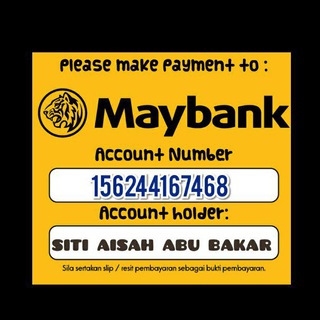 Please make payment to :
Maybank
Account Number
156244167468
Account holder:
SITI AISAH ABU BAKAR
Sila sertakan slip / resit pembayaran sebagai bukti pembayaran.